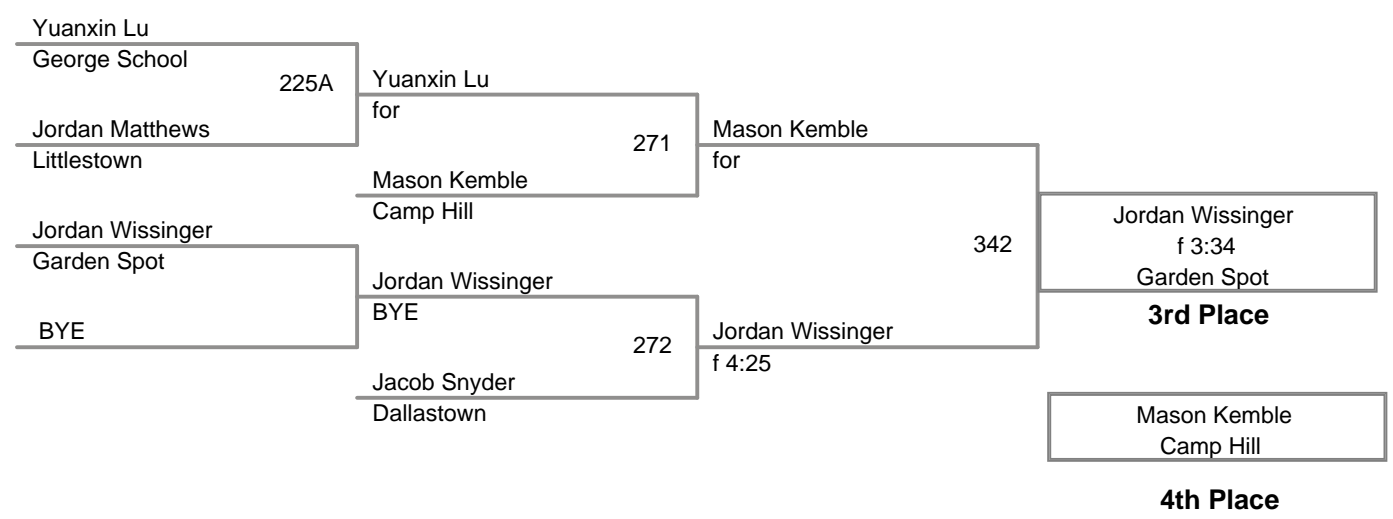 Yuanxin Lu
George School
225A
Jordan Matthews
Littlestown
Jordan Wissinger
Garden Spot
BYE
Yuanxin Lu
for
271
Mason Kemble
Camp Hill
Jordan Wissinger
BYE
272
Jacob Snyder
Dallastown
Mason Kemble
for
342
Jordan Wissinger
f 4:25
Jordan Wissinger
f 3:34
Garden Spot
3rd Place
Mason Kemble
Camp Hill
4th Place